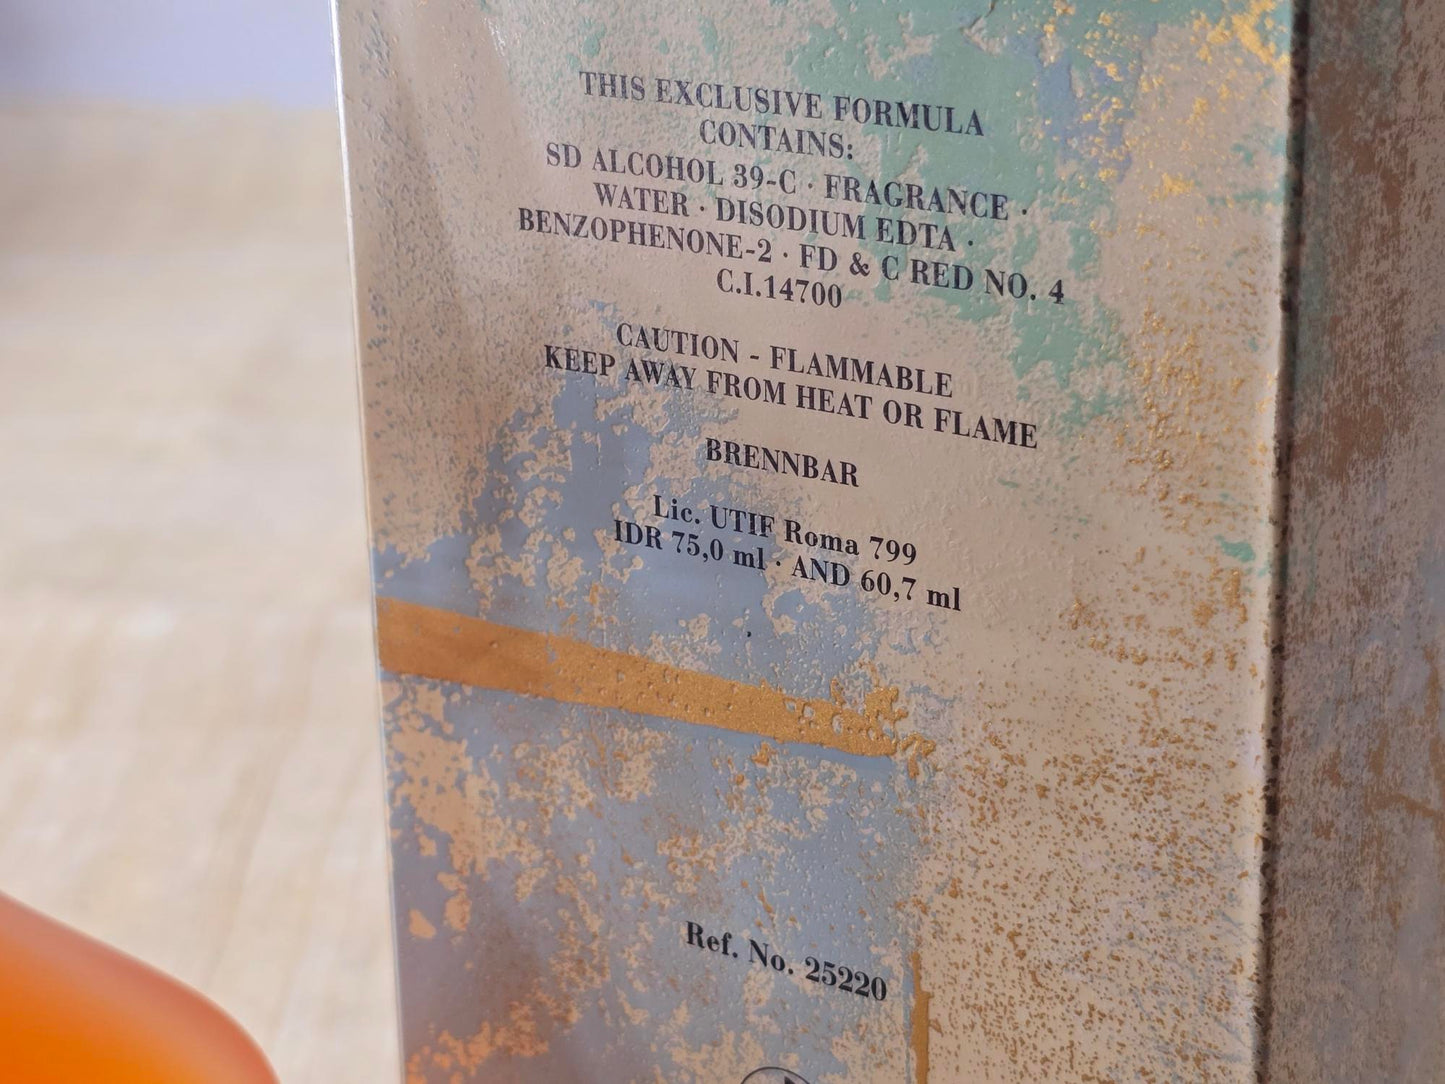 THIS EXCLUSIVE FORMULA
CONTAINS:
SD ALCOHOL 39-C · FRAGRANCE ·
WATER · DISODIUM EDTA ·
BENZOPHENONE-2 · FD & C RED NO. 4
C.I.14700
CAUTION - FLAMMABLE
KEEP AWAY FROM HEAT OR FLAME
BRENNBAR
Lic. UTIF Roma 799
IDR 75,0 ml · AND 60,7 ml
Ref. No. 25220